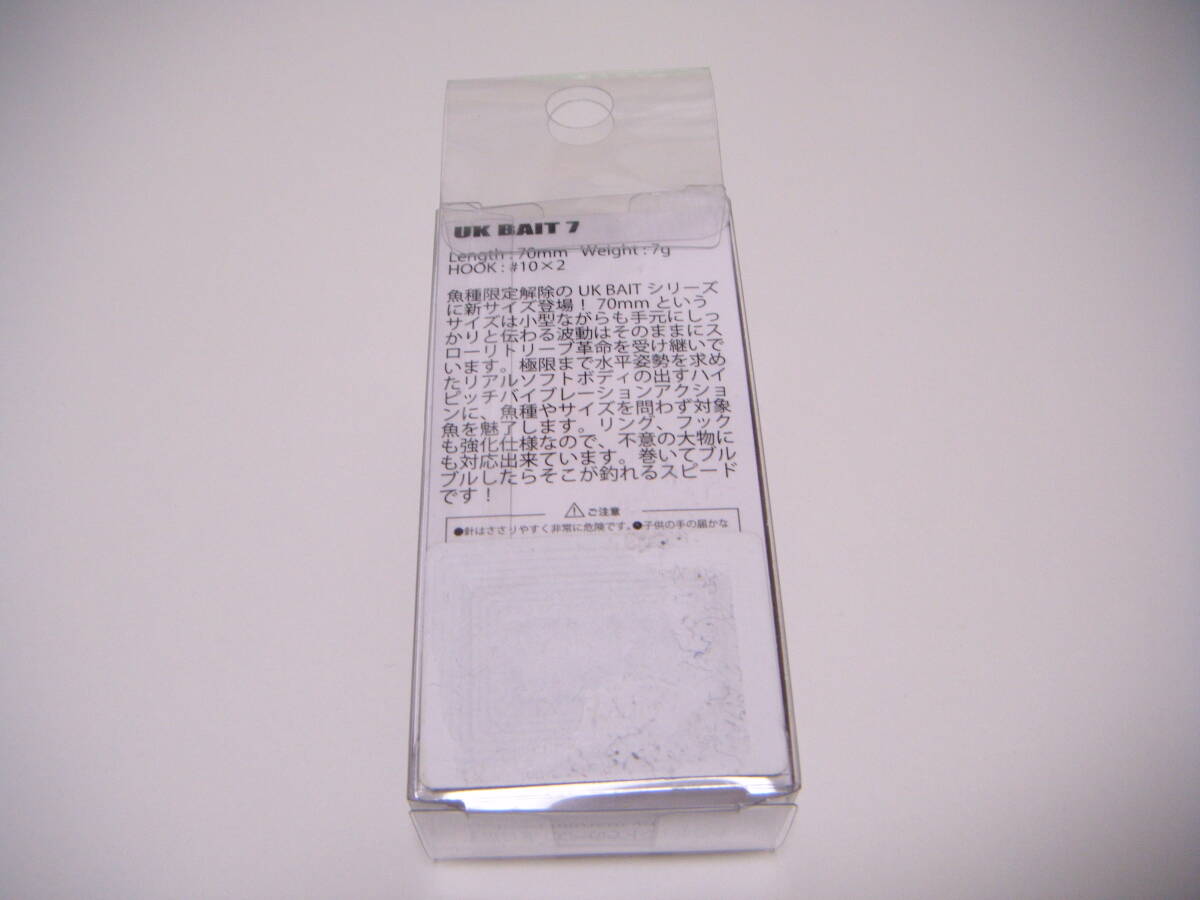 UK BAIT 7
Length : 70mm Weight : 7g
HOOK : #10×2
魚種限定解除の UK BAIT シリーズ
に新サイズ登場! 70mm という
サイズは小型ながらも手元にしっ
かりと伝わる波動はそのままにス
ローリトリーブ革命を受け継いで
います。極限まで水平姿勢を求め
たリアルソフトボディの出すハイ
ピッチバイブレーションアクショ
ンに、魚種やサイズを問わず対象
魚を魅了します。リング、フック
も強化仕様なので、不意の大物に
も対応出来ています。巻いてブル
ブルしたらそこが釣れるスピード
です!
ご注意
●針はささりやすく非常に危険です。●子供の手の届かな